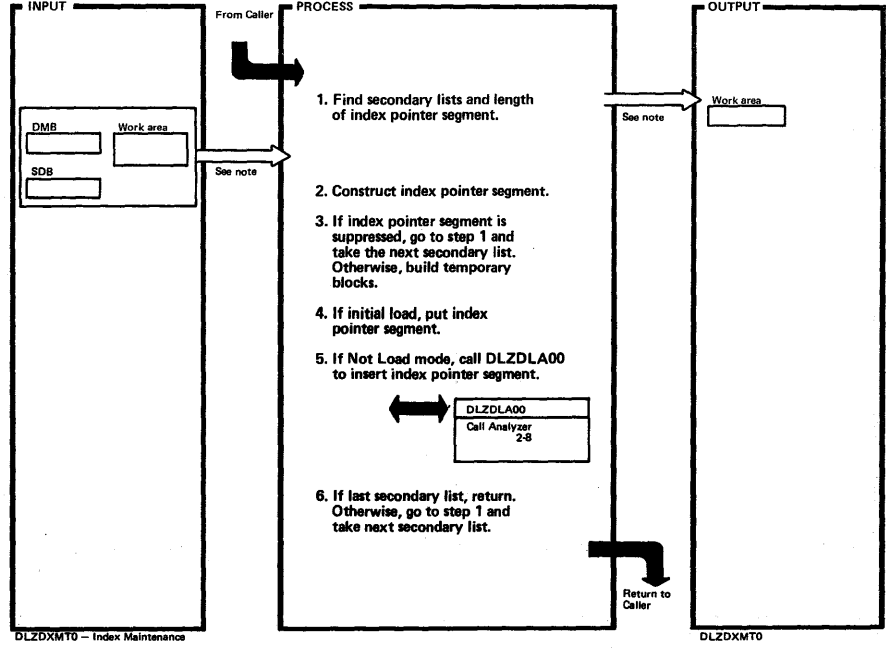 INPUT
From Caller
PROCESS
OUTPUT
DMB
Work area
SDB
See note
1. Find secondary lists and length
of index pointer segment.
See note
Work area
2. Construct index pointer segment.
3. If index pointer segment is
suppressed, go to step 1 and
take the next secondary list.
Otherwise, build temporary
blocks.
4. If initial load, put index
pointer segment.
5. If Not Load mode, call DLZDLA00
to insert index pointer segment.
DLZDLA00
Call Analyzer
2-8
6. If last secondary list, return.
Otherwise, go to step 1 and
take next secondary list.
Return to
Caller
DLZDXMT0 – Index Maintenance
DLZDXMT0